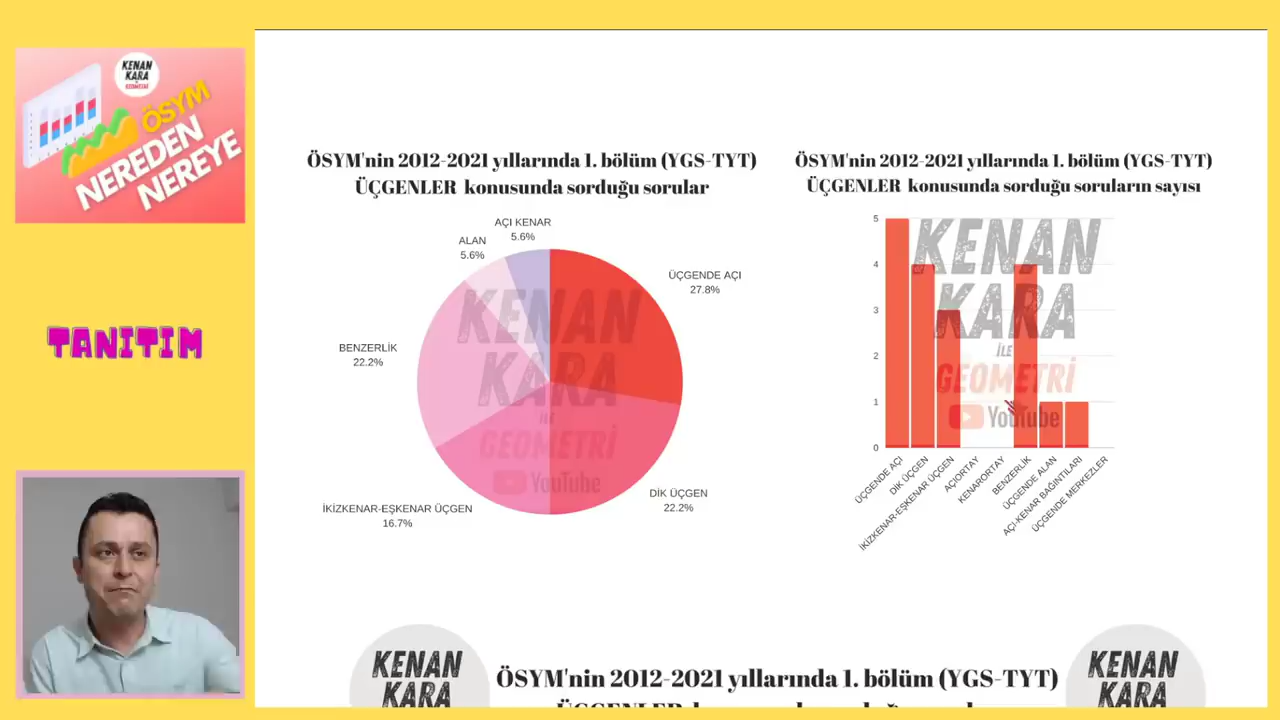 KENAN
KARA
GEOMETRİ
ÖSYM
NEREDEN
NEREYE
TANITIM
ÖSYM'nin 2012-2021 yıllarında 1. bölüm (YGS-TYT)
ÜÇGENLER konusunda sorduğu sorular
AÇI KENAR
5.6%
ALAN
5.6%
ÜÇGENDE AÇI
27.8%
BENZERLİK
22.2%
İKİZKENAR-EŞKENAR ÜÇGEN
16.7%
DİK ÜÇGEN
22.2%
KENAN
KARA
İLE
GEOMETRİ
YouTube
ÖSYM'nin 2012-2021 yıllarında 1. bölüm (YGS-TYT)
ÜÇGENLER konusunda sorduğu soruların sayısı
5
4
3
2
1
0
KENAN
KARA
İLE
GEOMETRİ
YouTube
ÜÇGENDE AÇI
DİK ÜÇGEN
İKİZKENAR-EŞKENAR ÜÇGEN
AÇIORTAY
KENARORTAY
BENZERLİK
ÜÇGENDE ALAN
AÇI-KENAR BAĞINTILARI
ÜÇGENDE MERKEZLER
KENAN
KARA
ÖSYM'nin 2012-2021 yıllarında 1. bölüm (YGS-TYT)
KENAN
KARA